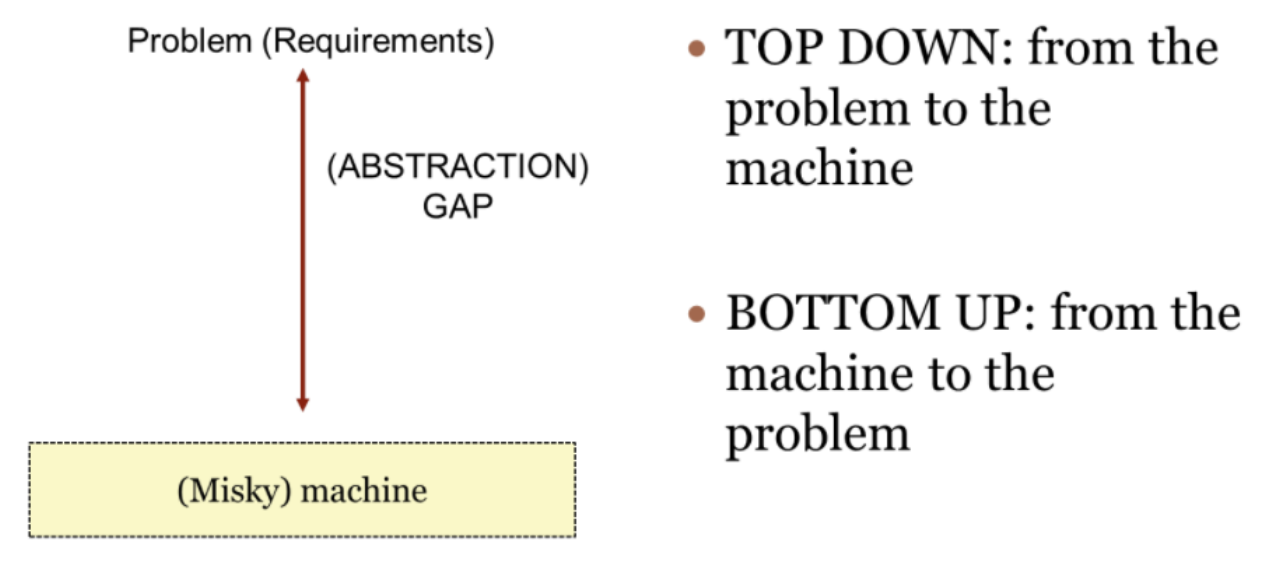 Problem (Requirements)
(ABSTRACTION)
GAP
(Misky) machine
• TOP DOWN: from the
problem to the
machine
• BOTTOM UP: from the
machine to the
problem